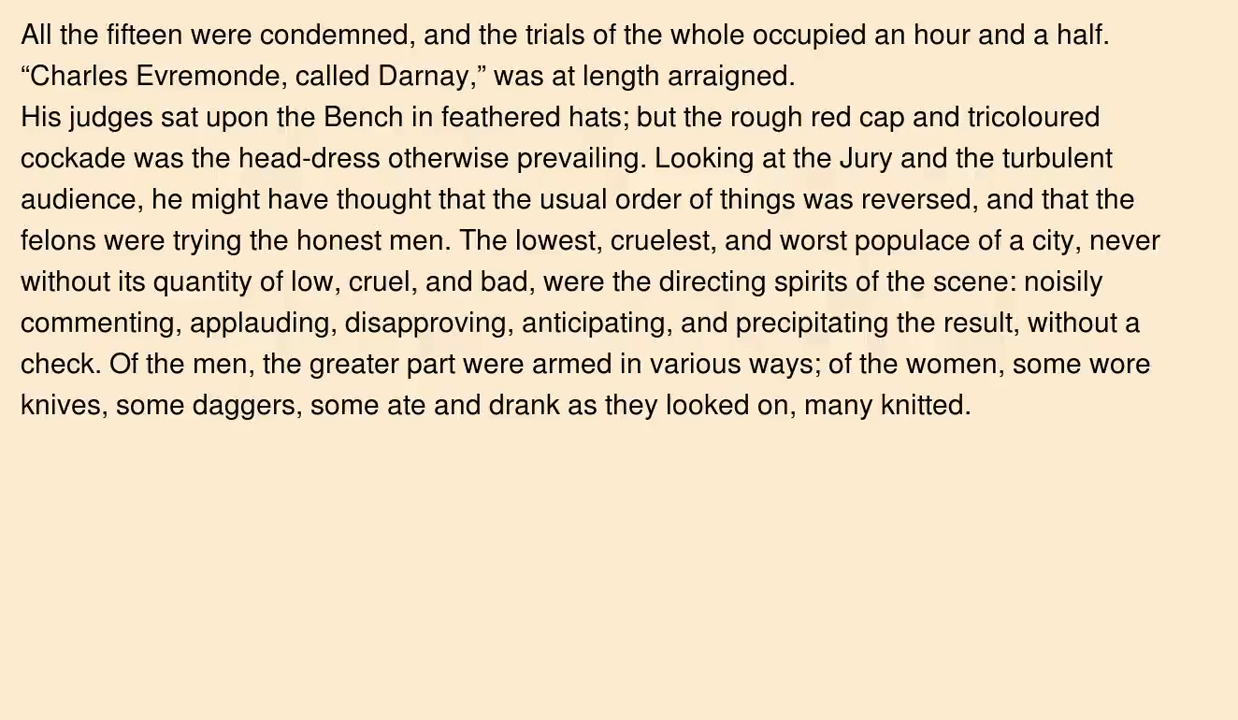 All the fifteen were condemned, and the trials of the whole occupied an hour and a half.
“Charles Evremonde, called Darnay,” was at length arraigned.
His judges sat upon the Bench in feathered hats; but the rough red cap and tricoloured
cockade was the head-dress otherwise prevailing. Looking at the Jury and the turbulent
audience, he might have thought that the usual order of things was reversed, and that the
felons were trying the honest men. The lowest, cruelest, and worst populace of a city, never
without its quantity of low, cruel, and bad, were the directing spirits of the scene: noisily
commenting, applauding, disapproving, anticipating, and precipitating the result, without a
check. Of the men, the greater part were armed in various ways; of the women, some wore
knives, some daggers, some ate and drank as they looked on, many knitted.